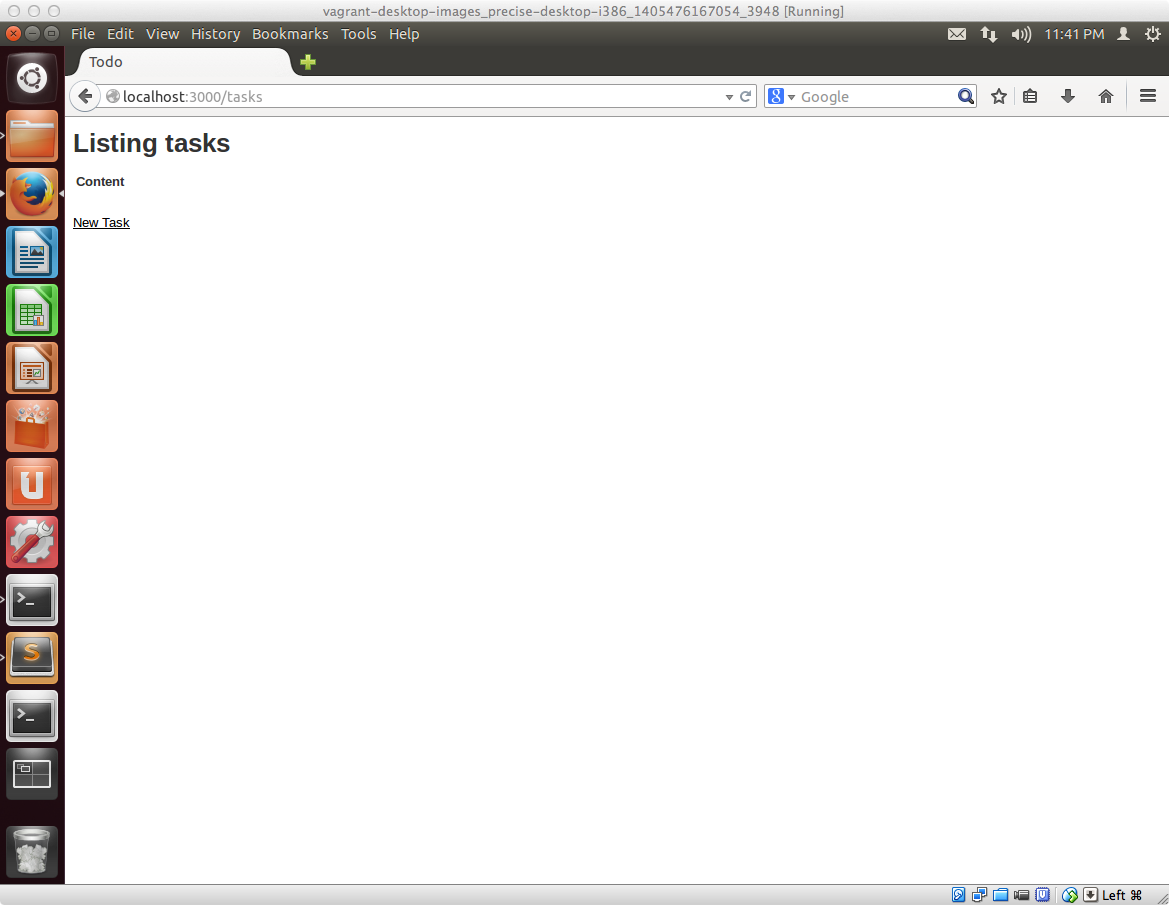 vagrant-desktop-images_precise-desktop-i386_1405476167054_3948 [Running]
File Edit View History Bookmarks Tools Help 11:41 PM
Todo
localhost:3000/tasks 8 Google
Listing tasks
Content
New Task
U
>_
S
>_
Left ⌘